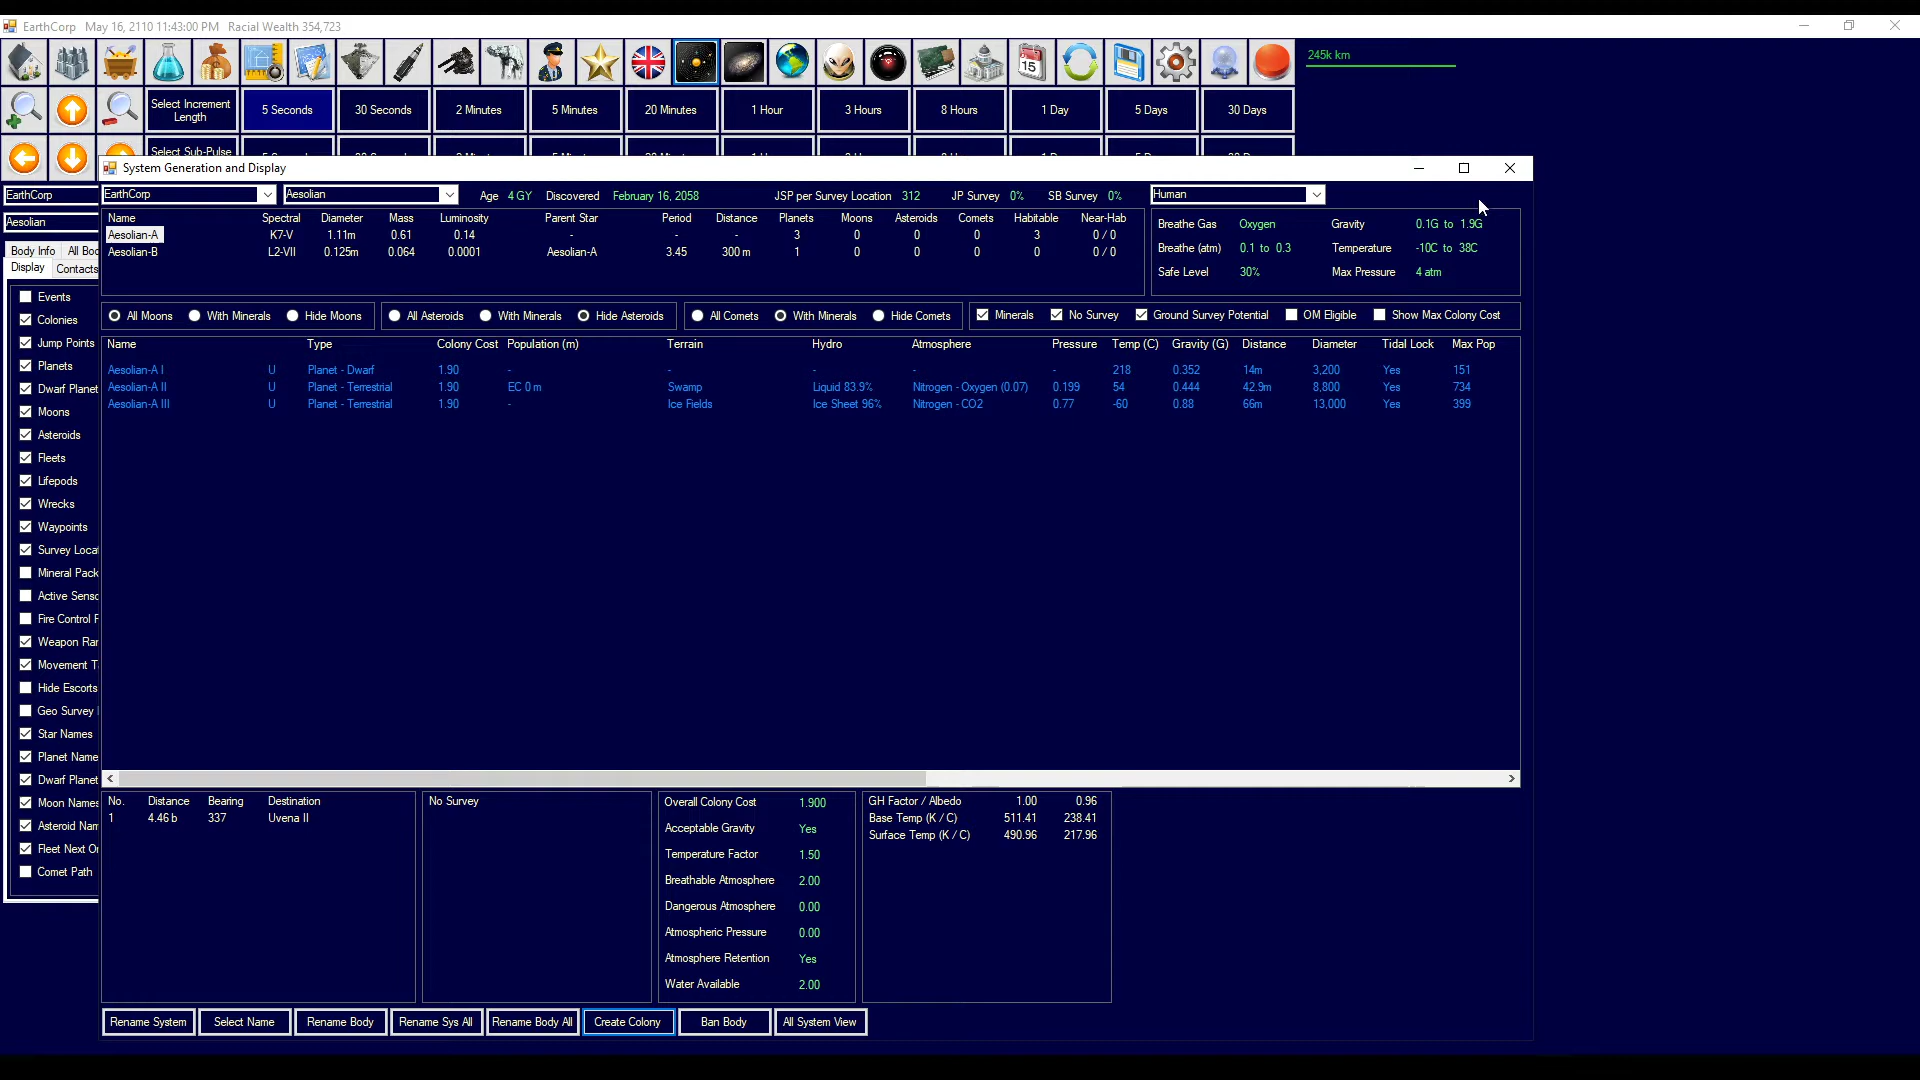 EarthCorp May 16, 2110 11:43:00 PM Racial Wealth 354,723
245k km
15
Select Increment Length 5 Seconds 30 Seconds 2 Minutes 5 Minutes 20 Minutes 1 Hour 3 Hours 8 Hours 1 Day 5 Days 30 Days
Select Sub-Pulse
System Generation and Display
EarthCorp
Aesolian
Body Info All Bod
Display Contacts
Events
Colonies
Jump Points
Planets
Dwarf Planet
Moons
Asteroids
Fleets
Lifepods
Wrecks
Waypoints
Survey Locat
Mineral Pack
Active Senso
Fire Control F
Weapon Ran
Movement T
Hide Escorts
Geo Survey
Star Names
Planet Name
Dwarf Planet
Moon Names
Asteroid Nam
Fleet Next Or
Comet Path
EarthCorp Aesolian Age 4 GY Discovered February 16, 2058 JSP per Survey Location 312 JP Survey 0% SB Survey 0% Human
Name Spectral Diameter Mass Luminosity Parent Star Period Distance Planets Moons Asteroids Comets Habitable Near-Hab
Aesolian-A K7-V 1.11m 0.61 0.14 - - - 3 0 0 0 3 0 / 0
Aesolian-B L2-VII 0.125m 0.064 0.0001 Aesolian-A 3.45 300 m 1 0 0 0 0 0 / 0
Breathe Gas Oxygen Gravity 0.1G to 1.9G
Breathe (atm) 0.1 to 0.3 Temperature -10C to 38C
Safe Level 30% Max Pressure 4 atm
All Moons With Minerals Hide Moons All Asteroids With Minerals Hide Asteroids All Comets With Minerals Hide Comets Minerals No Survey Ground Survey Potential OM Eligible Show Max Colony Cost
Name Type Colony Cost Population (m) Terrain Hydro Atmosphere Pressure Temp (C) Gravity (G) Distance Diameter Tidal Lock Max Pop
Aesolian-A I U Planet - Dwarf 1.90 - - - - - 218 0.352 14m 3,200 Yes 151
Aesolian-A II U Planet - Terrestrial 1.90 EC 0 m Swamp Liquid 83.9% Nitrogen - Oxygen (0.07) 0.199 54 0.444 42.9m 8,800 Yes 734
Aesolian-A III U Planet - Terrestrial 1.90 - Ice Fields Ice Sheet 96% Nitrogen - CO2 0.77 -60 0.88 66m 13,000 Yes 399
No. Distance Bearing Destination
1 4.46 b 337 Uvena II
No Survey
Overall Colony Cost 1.900
Acceptable Gravity Yes
Temperature Factor 1.50
Breathable Atmosphere 2.00
Dangerous Atmosphere 0.00
Atmospheric Pressure 0.00
Atmosphere Retention Yes
Water Available 2.00
GH Factor / Albedo 1.00 0.96
Base Temp (K / C) 511.41 238.41
Surface Temp (K / C) 490.96 217.96
Rename System Select Name Rename Body Rename Sys All Rename Body All Create Colony Ban Body All System View